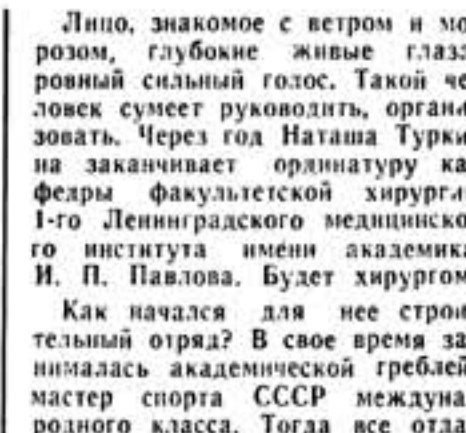 Лицо, знакомое с ветром и мо
розом, глубокие живые глаза
ровный сильный голос. Такой че
ловек сумеет руководить, органи
зовать. Через год Наташа Турки
на заканчивает ординатуру ка
федры факультетской хирурги
1-го Ленинградского медицинско
го института имени академика
И. П. Павлова. Будет хирургом
Как начался для нее строи
тельный отряд? В свое время за
нималась академической греблей
мастер спорта СССР междуна
родного класса. Тогда все отда